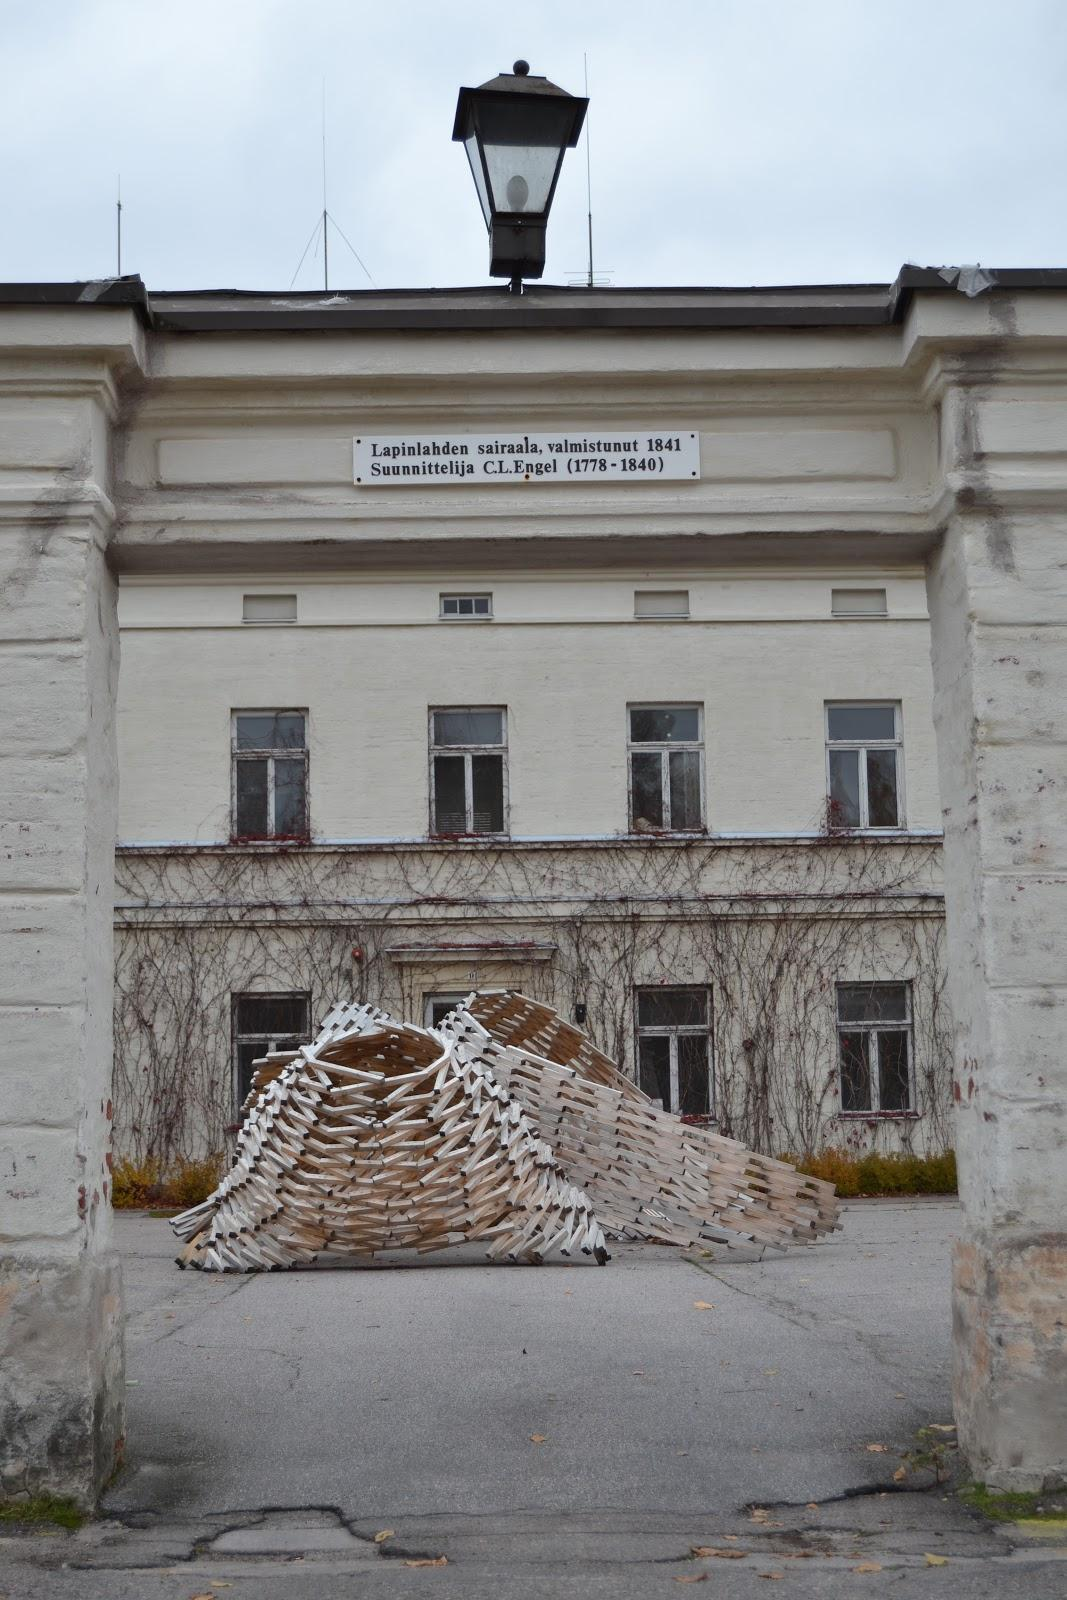 Lapinlahden sairaala, valmistunut 1841
Suunnittelija C.L.Engel (1778-1840)